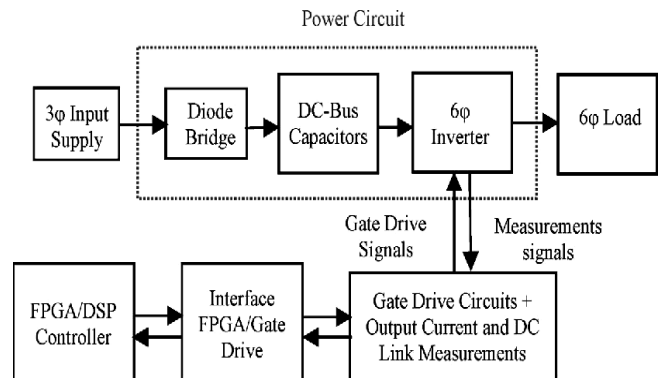 Power Circuit
3φ Input
Supply
Diode
Bridge
DC-Bus
Capacitors
6φ
Inverter
6φ Load
Gate Drive
Signals
Measurements
signals
FPGA/DSP
Controller
Interface
FPGA/Gate
Drive
Gate Drive Circuits +
Output Current and DC
Link Measurements